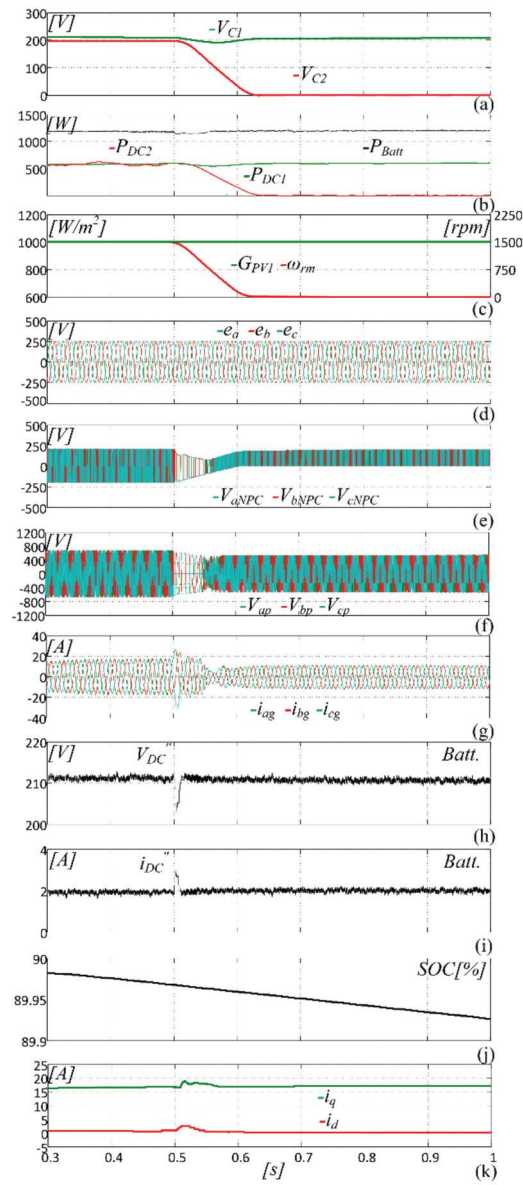 [V]
300
200
100
0
-V_C1
-V_C2
(a)
1500
[W]
1000
500
-P_DC2
-P_Batt
-P_DC1
(b)
1200
[W/m²]
1000
800
600
[rpm]
2250
1500
750
0
-G_PV1 -ω_rm
(c)
500
[V]
250
0
-250
-500
-e_a -e_b -e_c
(d)
500
[V]
250
0
-250
-500
-V_aNPC -V_bNPC -V_cNPC
(e)
1200
[V]
800
400
0
-400
-800
-1200
-V_ap -V_bp -V_cp
(f)
40
[A]
20
0
-20
40
-i_ag -i_bg -i_cg
(g)
220
[V]
V_DC"
Batt.
210
200
(h)
4
[A]
i_DC"
Batt.
2
0
(i)
90
SOC[%]
89.95
89.9
(j)
25
[A]
20
15
10
5
0
-5
-i_q
-i_d
0.3 0.4 0.5 0.6 0.7 0.8 0.9 1
[s]
(k)